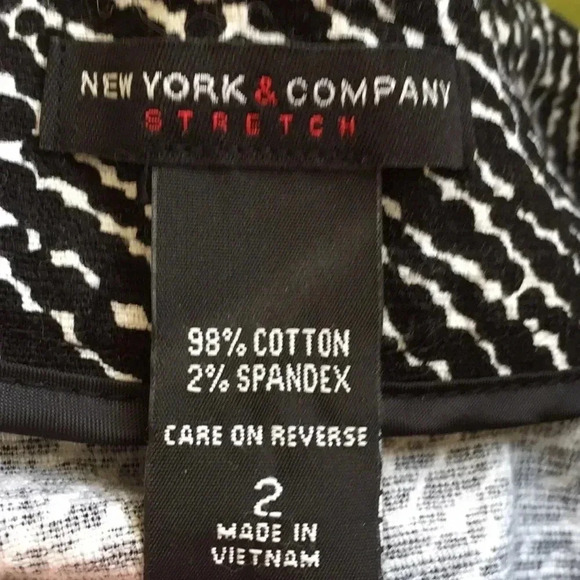 NEW YORK & COMPANY
STRETCH
98% COTTON
2% SPANDEX
CARE ON REVERSE
2
MADE IN
VIETNAM